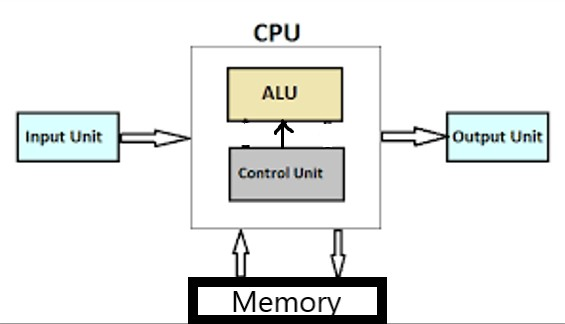 CPU
ALU
Input Unit
Output Unit
Control Unit
Memory